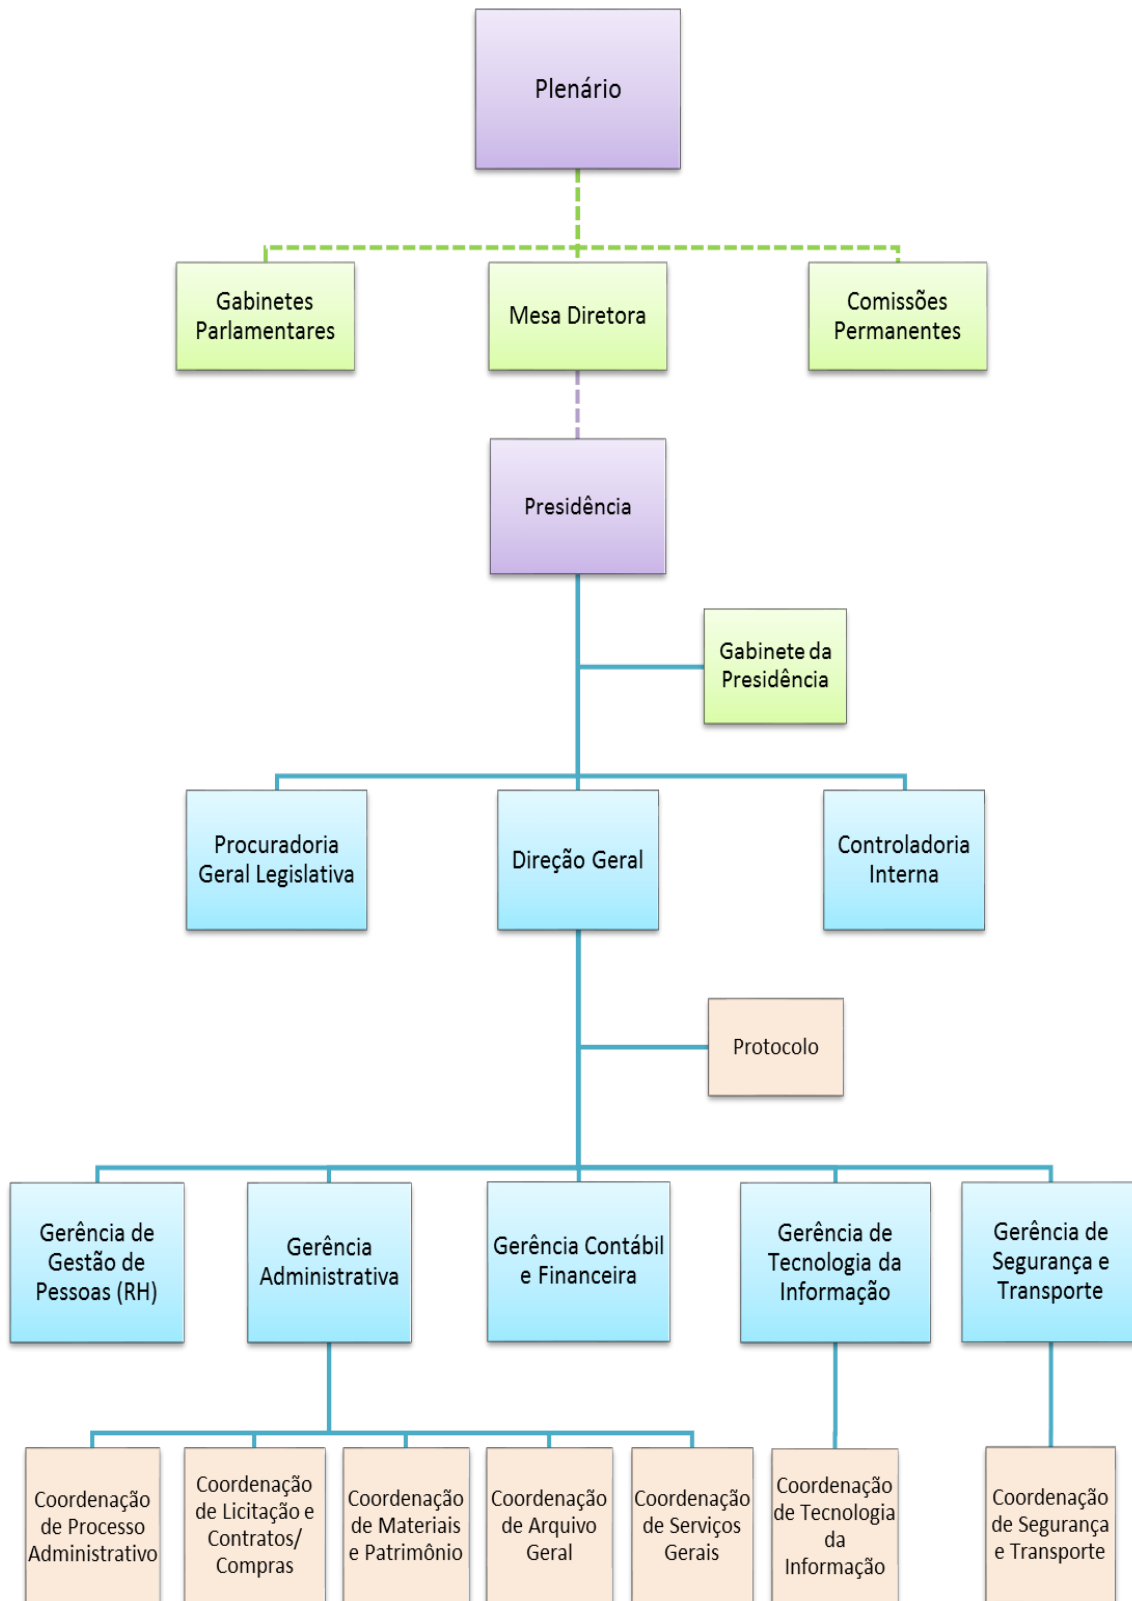 Plenário
Gabinetes
Parlamentares
Mesa Diretora
Comissões
Permanentes
Presidência
Gabinete da
Presidência
Procuradoria
Geral Legislativa
Direção Geral
Controladoria
Interna
Protocolo
Gerência de
Gestão de
Pessoas (RH)
Gerência
Administrativa
Gerência Contábil
e Financeira
Gerência de
Tecnologia da
Informação
Gerência de
Segurança e
Transporte
Coordenação
de Processo
Administrativo
Coordenação
de Licitação e
Contratos/
Compras
Coordenação
de Materiais
e Patrimônio
Coordenação
de Arquivo
Geral
Coordenação
de Serviços
Gerais
Coordenação
de Tecnologia
da
Informação
Coordenação
de Segurança
e Transporte